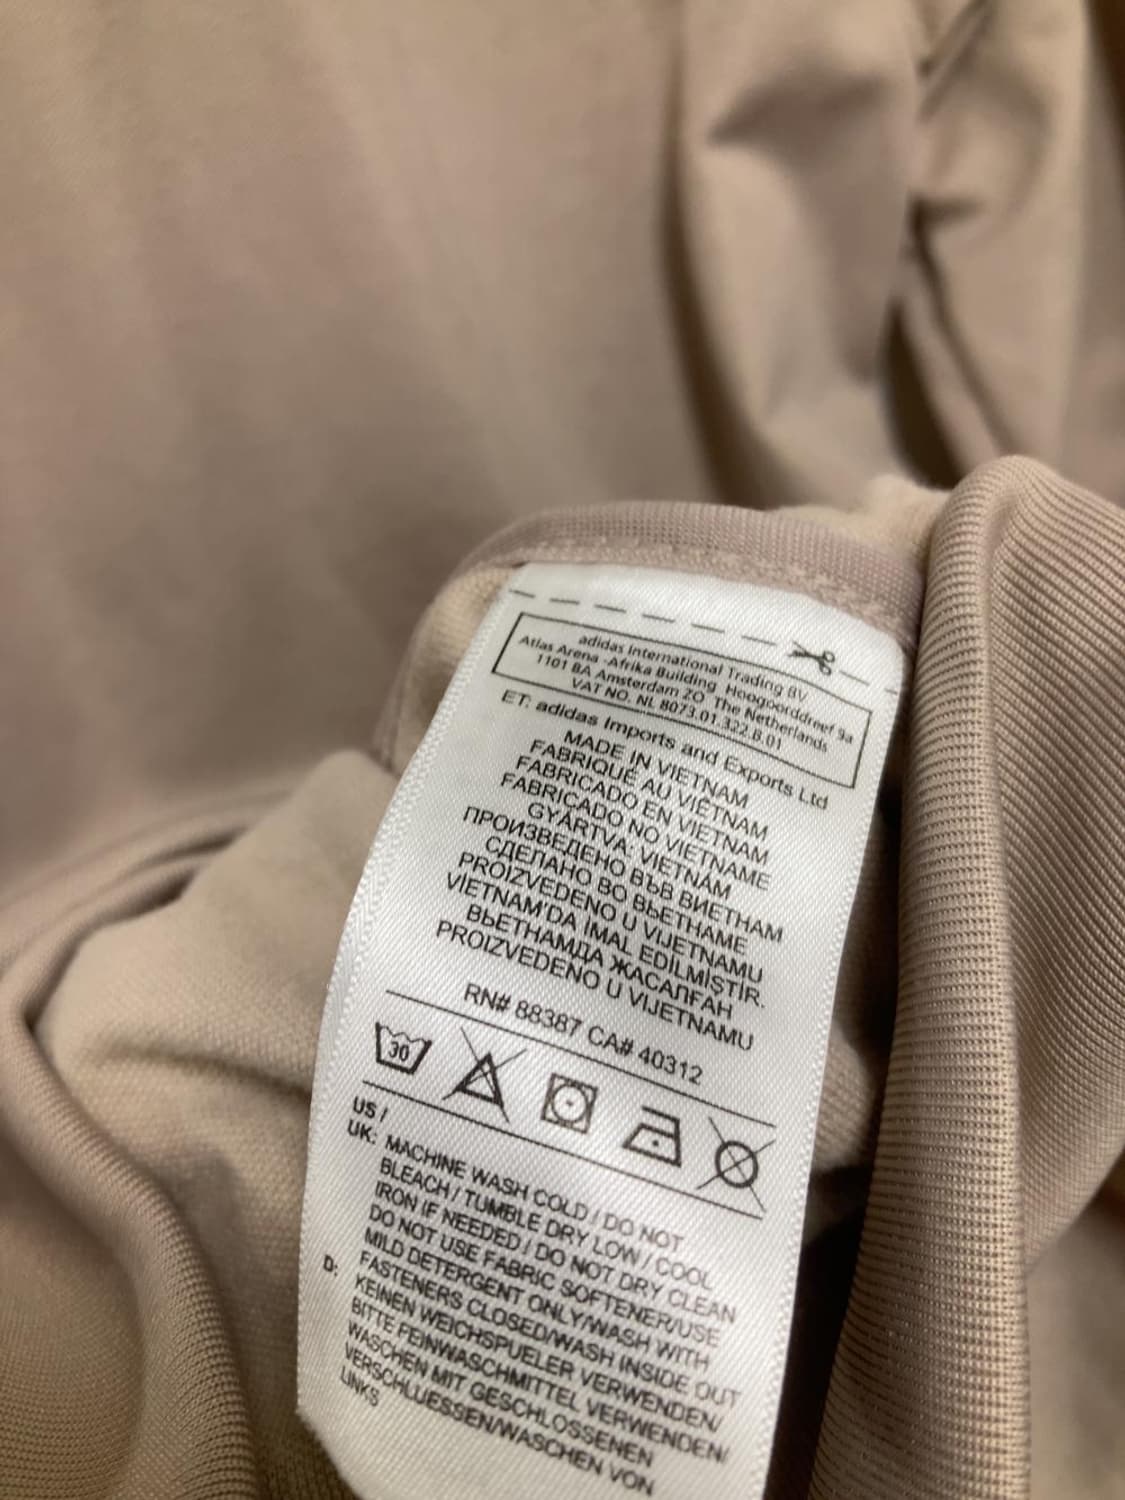 adidas International Trading BV
Atlas Arena -Afrika Building Hoogoorddreef 9a
1101 BA Amsterdam ZO The Netherlands
VAT NO. NL 8073.01.322.B.01
ET: adidas Imports and Exports Ltd
MADE IN VIETNAM
FABRIQUÉ AU VIÊTNAM
FABRICADO EN VIETNAM
FABRICADO NO VIETNAME
GYÁRTVA: VIETNÁM
ПРОИЗВЕДЕНО ВЪВ ВИЕТНАМ
СДЕЛАНО ВО ВЬЕТНАМЕ
PROIZVEDENO U VIJETNAMU
VİETNAM'DA İMAL EDİLMİŞTİR.
ВЬЕТНАМДА ЖАСАЛҒАН
PROIZVEDENO U VIJETNAMU
RN# 88387 CA# 40312
30
US /
UK: MACHINE WASH COLD / DO NOT
BLEACH / TUMBLE DRY LOW / COOL
IRON IF NEEDED / DO NOT DRY CLEAN
DO NOT USE FABRIC SOFTENER/USE
MILD DETERGENT ONLY/WASH WITH
FASTENERS CLOSED/WASH INSIDE OUT
D: KEINEN WEICHSPUELER VERWENDEN/
BITTE FEINWASCHMITTEL VERWENDEN/
WASCHEN MIT GESCHLOSSENEN
VERSCHLUESSEN/WASCHEN VON
LINKS